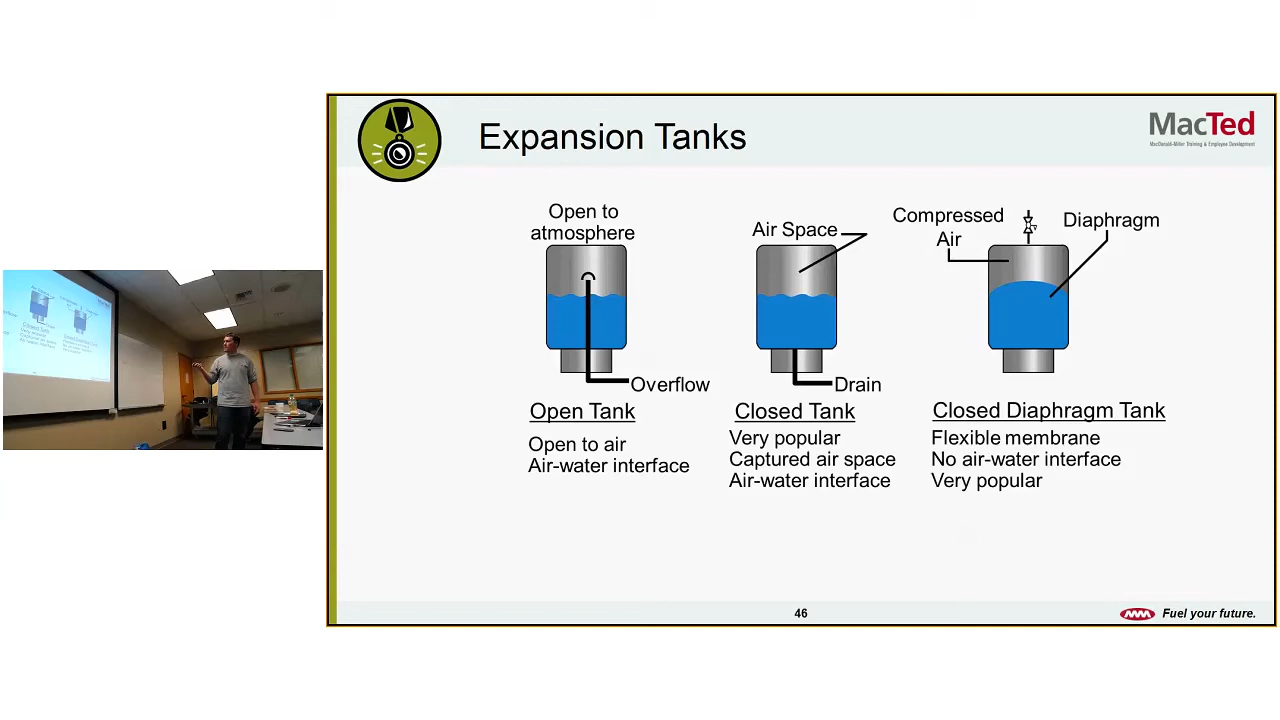 Expansion Tanks
MacTed
MacDonald-Miller Training & Employee Development
Open to
atmosphere
Overflow
Open Tank
Open to air
Air-water interface
Air Space
Drain
Closed Tank
Very popular
Captured air space
Air-water interface
Compressed
Air
Diaphragm
Closed Diaphragm Tank
Flexible membrane
No air-water interface
Very popular
46
Fuel your future.